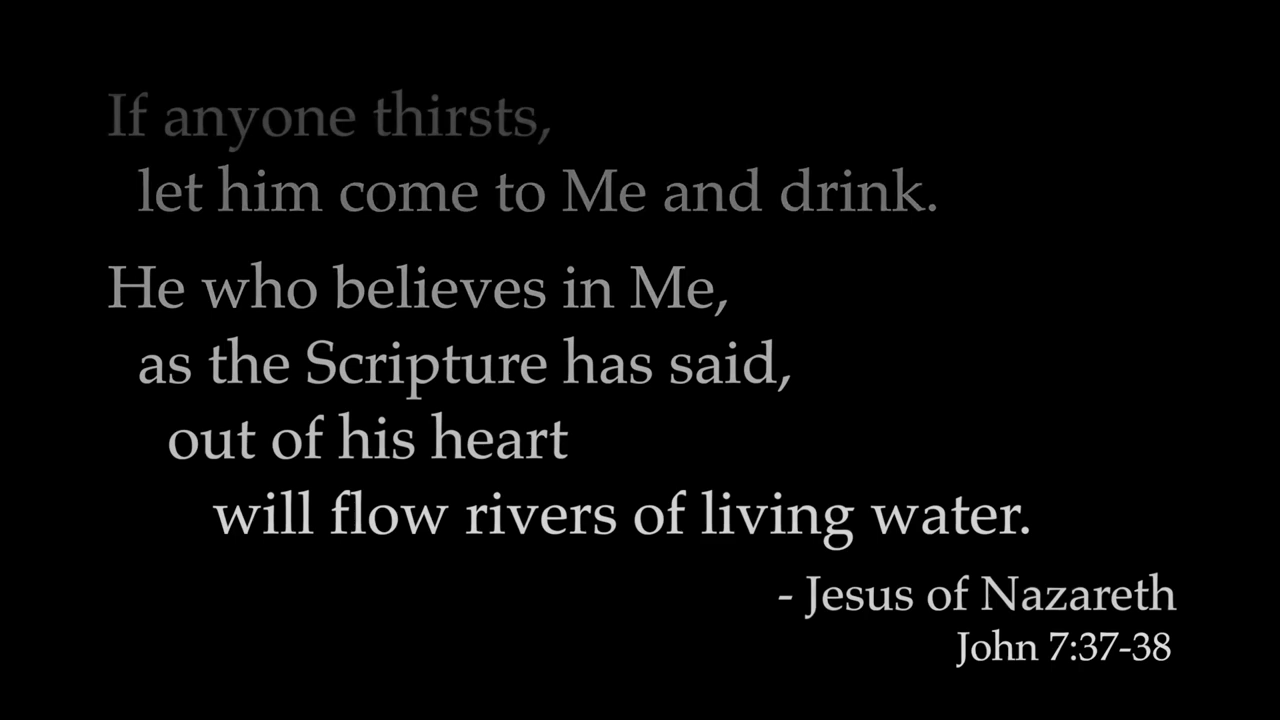 If anyone thirsts,
let him come to Me and drink.
He who believes in Me,
as the Scripture has said,
out of his heart
will flow rivers of living water.
- Jesus of Nazareth
John 7:37-38